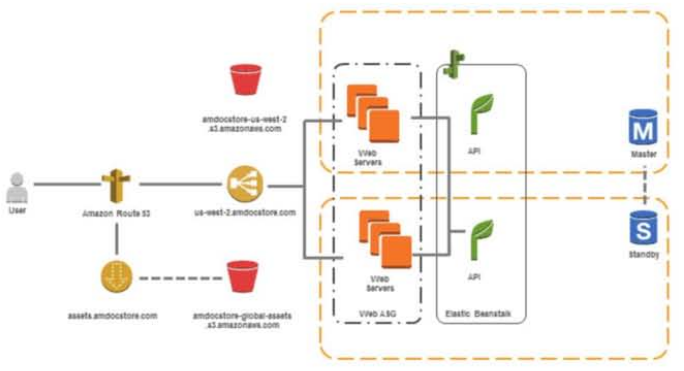 amdocstore-us-west-2
.s3.amazonaws.com
Web
Servers
API
M
Master
User
Amazon Route 53
us-west-2.amdocstore.com
S
Standby
Web
Servers
API
assets.amdocstore.com
amdocstore-global-assets
.s3.amazonaws.com
Web ASG
Elastic Beanstalk